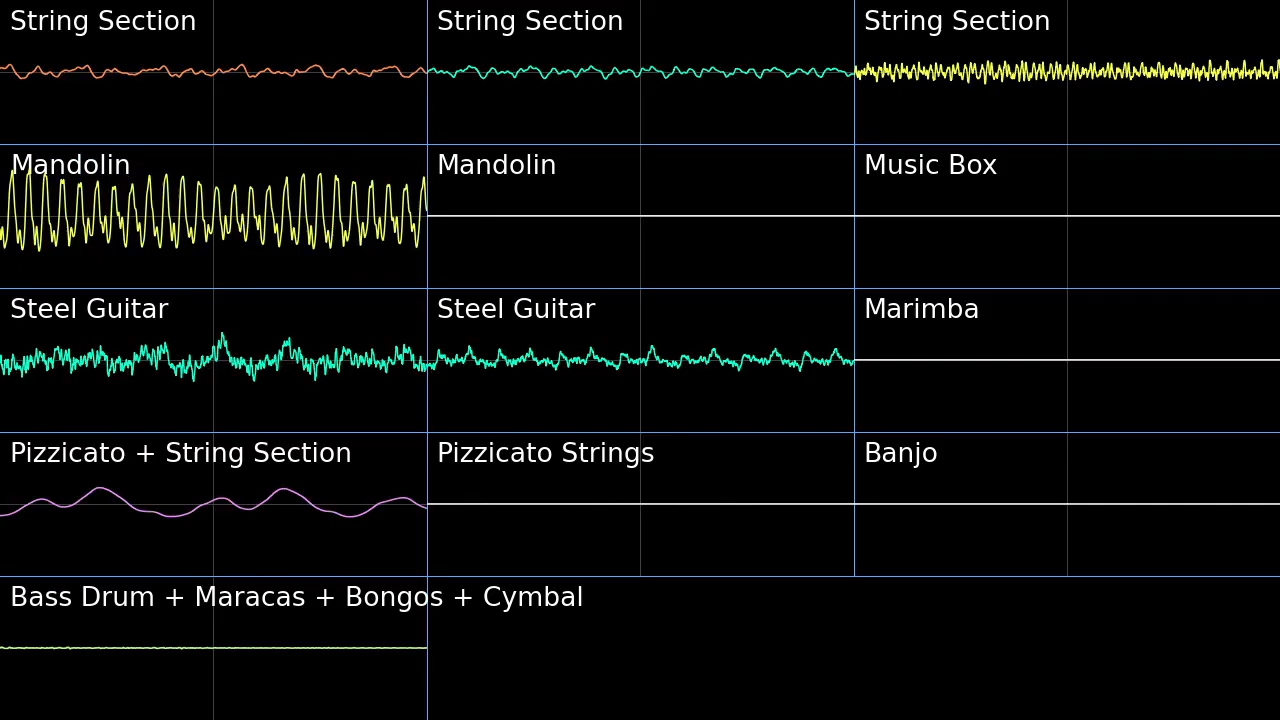 String Section
String Section
String Section
Mandolin
Mandolin
Music Box
Steel Guitar
Steel Guitar
Marimba
Pizzicato + String Section
Pizzicato Strings
Banjo
Bass Drum + Maracas + Bongos + Cymbal